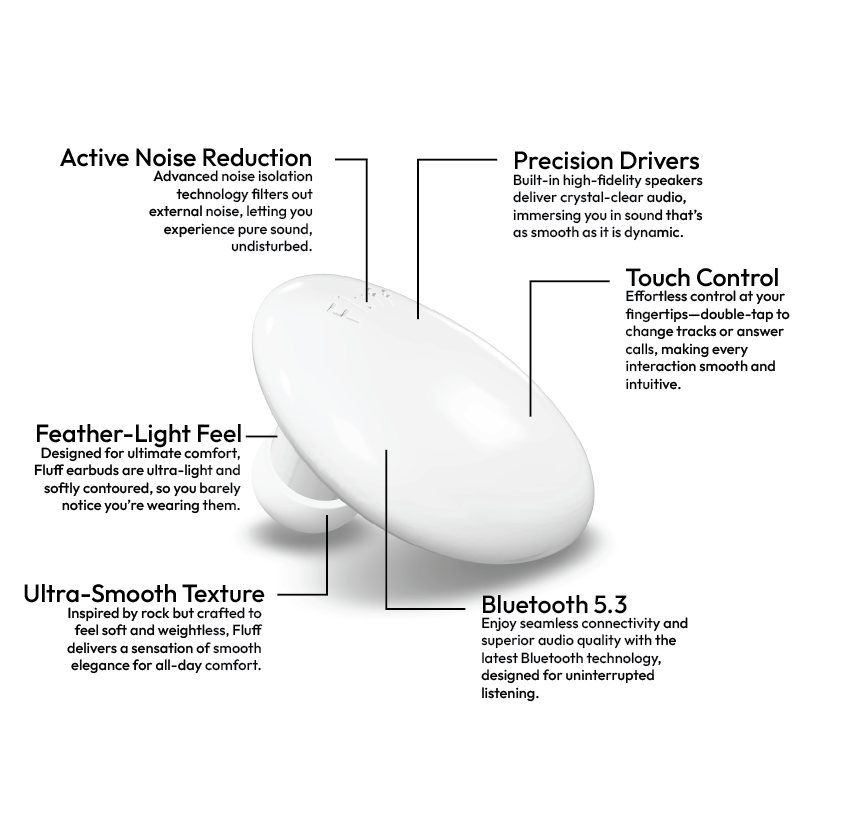 Active Noise Reduction
Advanced noise isolation
technology filters out
external noise, letting you
experience pure sound,
undisturbed.
Precision Drivers
Built-in high-fidelity speakers
deliver crystal-clear audio,
immersing you in sound that’s
as smooth as it is dynamic.
Touch Control
Effortless control at your
fingertips—double-tap to
change tracks or answer
calls, making every
interaction smooth and
intuitive.
Feather-Light Feel
Designed for ultimate comfort,
Fluff earbuds are ultra-light and
softly contoured, so you barely
notice you’re wearing them.
Ultra-Smooth Texture
Inspired by rock but crafted to
feel soft and weightless, Fluff
delivers a sensation of smooth
elegance for all-day comfort.
Bluetooth 5.3
Enjoy seamless connectivity and
superior audio quality with the
latest Bluetooth technology,
designed for uninterrupted
listening.